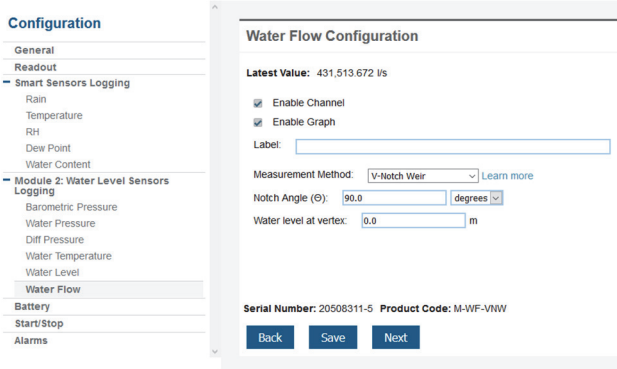 Configuration
General
Readout
Smart Sensors Logging
Rain
Temperature
RH
Dew Point
Water Content
Module 2: Water Level Sensors
Logging
Barometric Pressure
Water Pressure
Diff Pressure
Water Temperature
Water Level
Water Flow
Battery
Start/Stop
Alarms
Water Flow Configuration
Latest Value: 431,513.672 l/s
Enable Channel
Enable Graph
Label:
Measurement Method: V-Notch Weir Learn more
Notch Angle (Θ): 90.0 degrees
Water level at vertex: 0.0 m
Serial Number: 20508311-5 Product Code: M-WF-VNW
Back Save Next